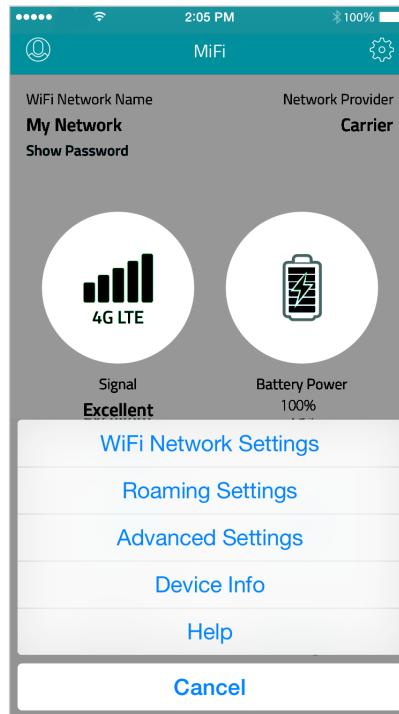 2:05 PM 100%
MiFi
WiFi Network Name Network Provider
My Network Carrier
Show Password
4G LTE
Signal Battery Power
Excellent 100%
WiFi Network Settings
Roaming Settings
Advanced Settings
Device Info
Help
Cancel